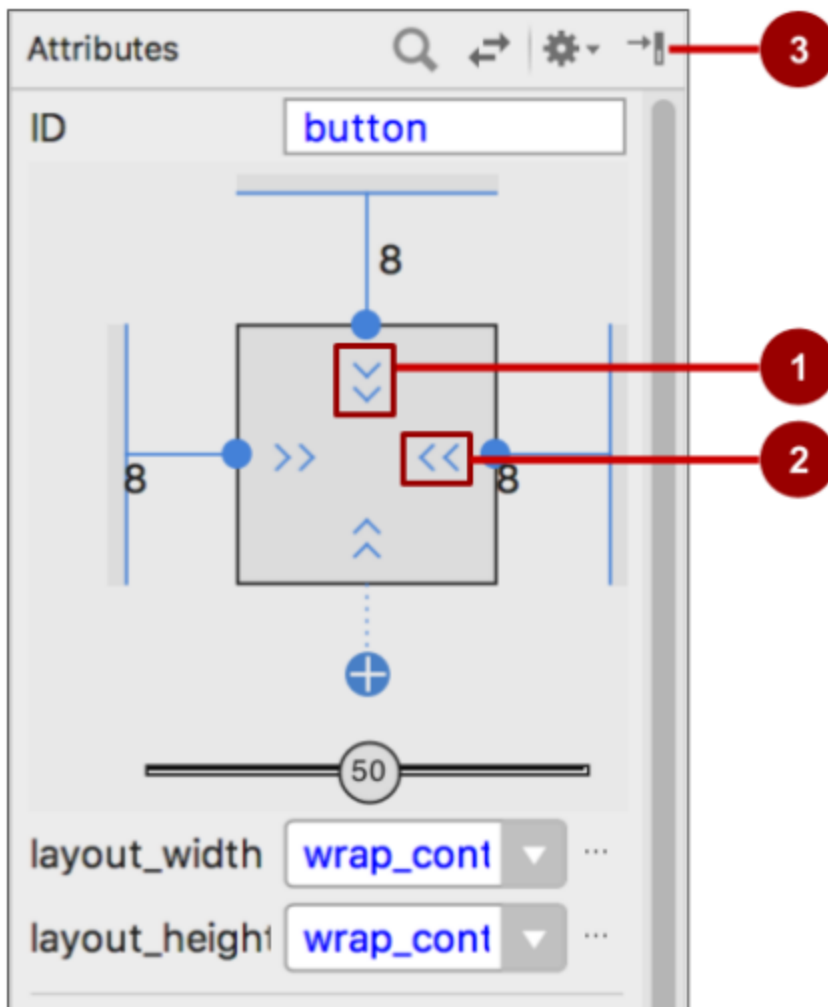 Attributes
3
ID
button
8
1
8
8
2
50
layout_width
wrap_cont
...
layout_height
wrap_cont
...